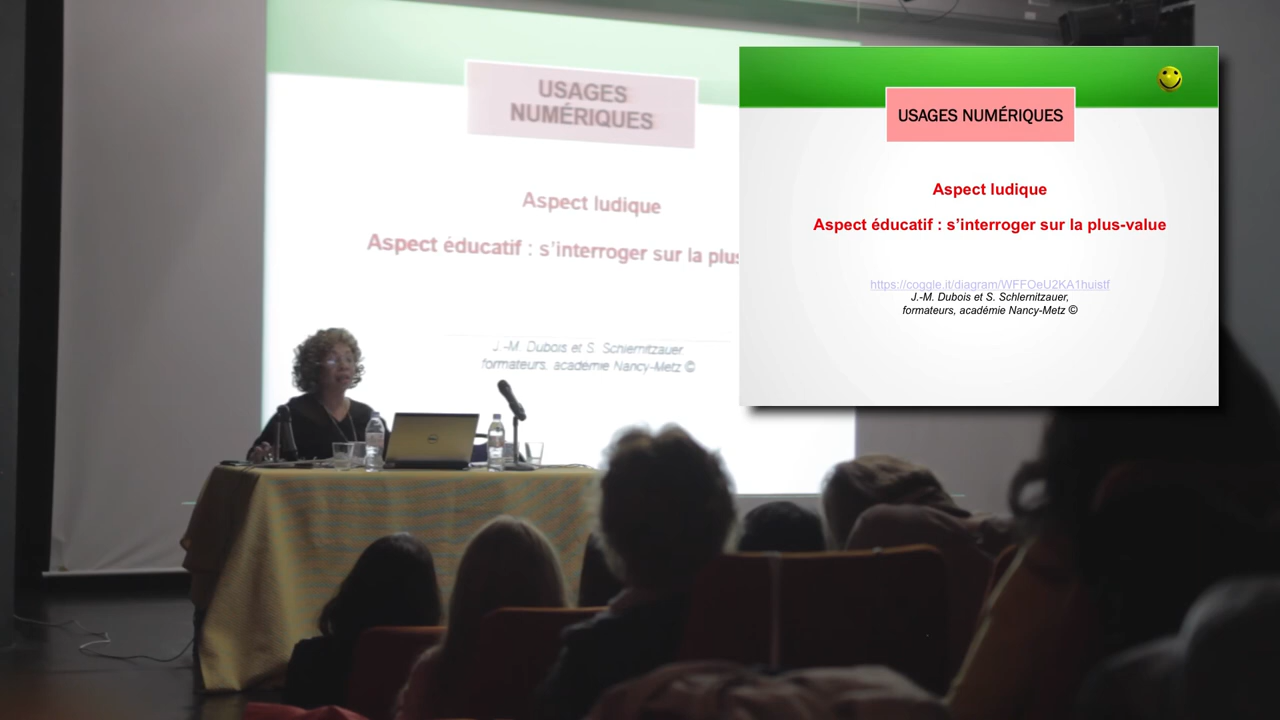 USAGES
NUMÉRIQUES
Aspect ludique
Aspect éducatif : s'interroger sur la plus
J.-M. Dubois et S. Schlernitzauer,
formateurs, académie Nancy-Metz ©
USAGES NUMÉRIQUES
Aspect ludique
Aspect éducatif : s'interroger sur la plus-value
https://coggle.it/diagram/WFFOeU2KA1huistf
J.-M. Dubois et S. Schlernitzauer,
formateurs, académie Nancy-Metz ©
DELL